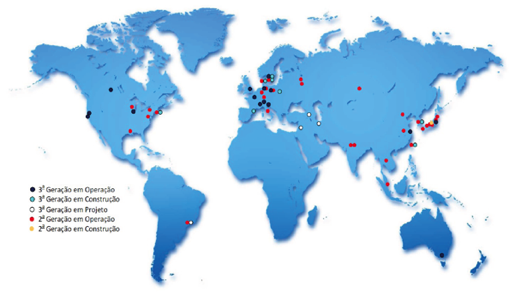 3ª Geração em Operação
3ª Geração em Construção
3ª Geração em Projeto
2ª Geração em Operação
2ª Geração em Construção